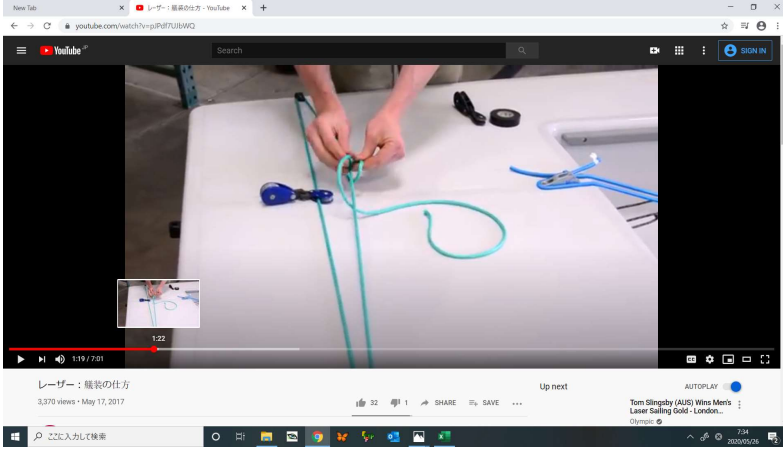 New Tab
レーザー：艤装の仕方 - YouTube
youtube.com/watch?v=pJPdf7UJbWQ
YouTube JP
Search
SIGN IN
1:22
1:19 / 7:01
レーザー：艤装の仕方
3,370 views • May 17, 2017
32
1
SHARE
SAVE
Up next
AUTOPLAY
Tom Slingsby (AUS) Wins Men's
Laser Sailing Gold - London...
Olympic
ここに入力して検索
7:34
2020/05/26